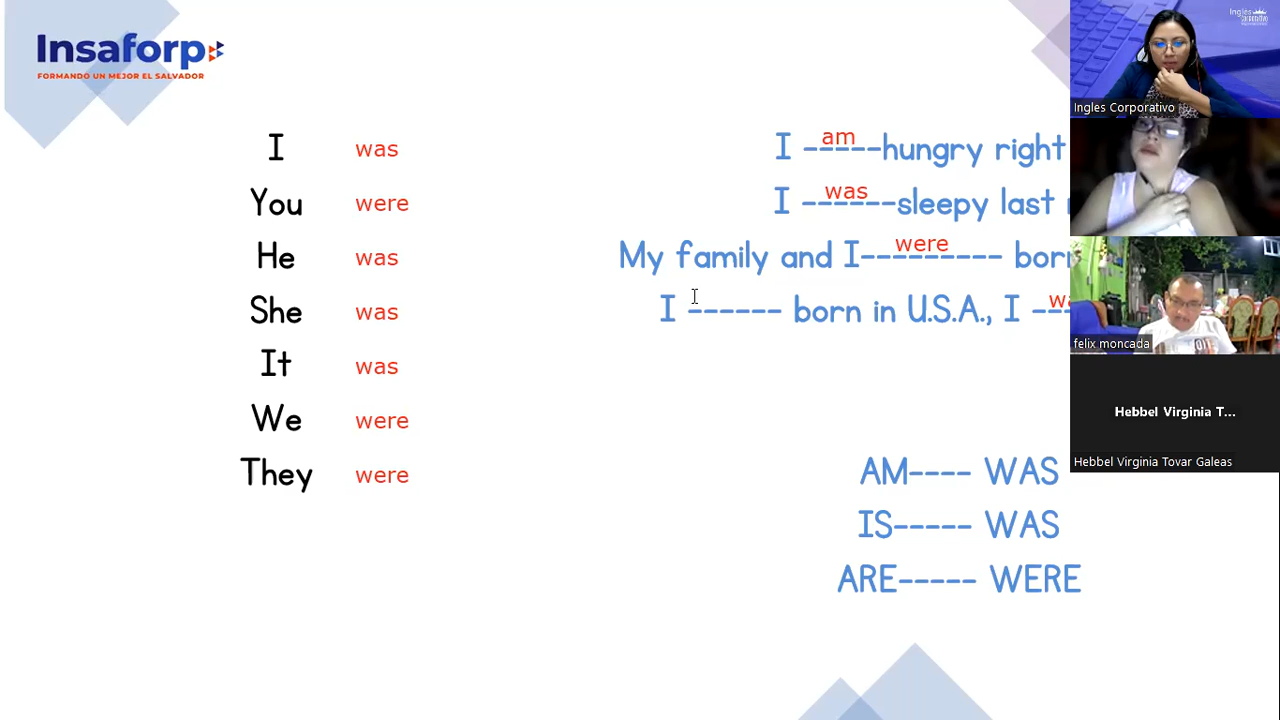 Insaforp
FORMANDO UN MEJOR EL SALVADOR
I was
You were
He was
She was
It was
We were
They were
I -----hungry right
am
I ------sleepy last
was
My family and I--------- born
were
I ------ born in U.S.A., I ---
AM---- WAS
IS----- WAS
ARE----- WERE
Ingles Corporativo
felix moncada
Hebbel Virginia T...
Hebbel Virginia Tovar Galeas